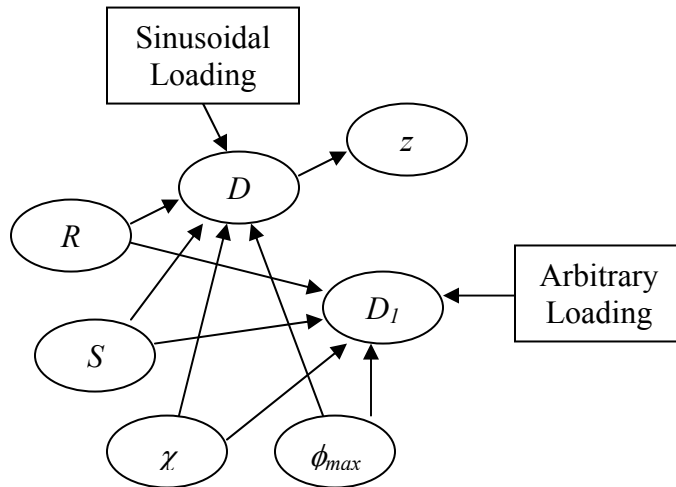 Sinusoidal
Loading
z
D
R
Arbitrary
Loading
D₁
S
χ
ϕₘₐₓ